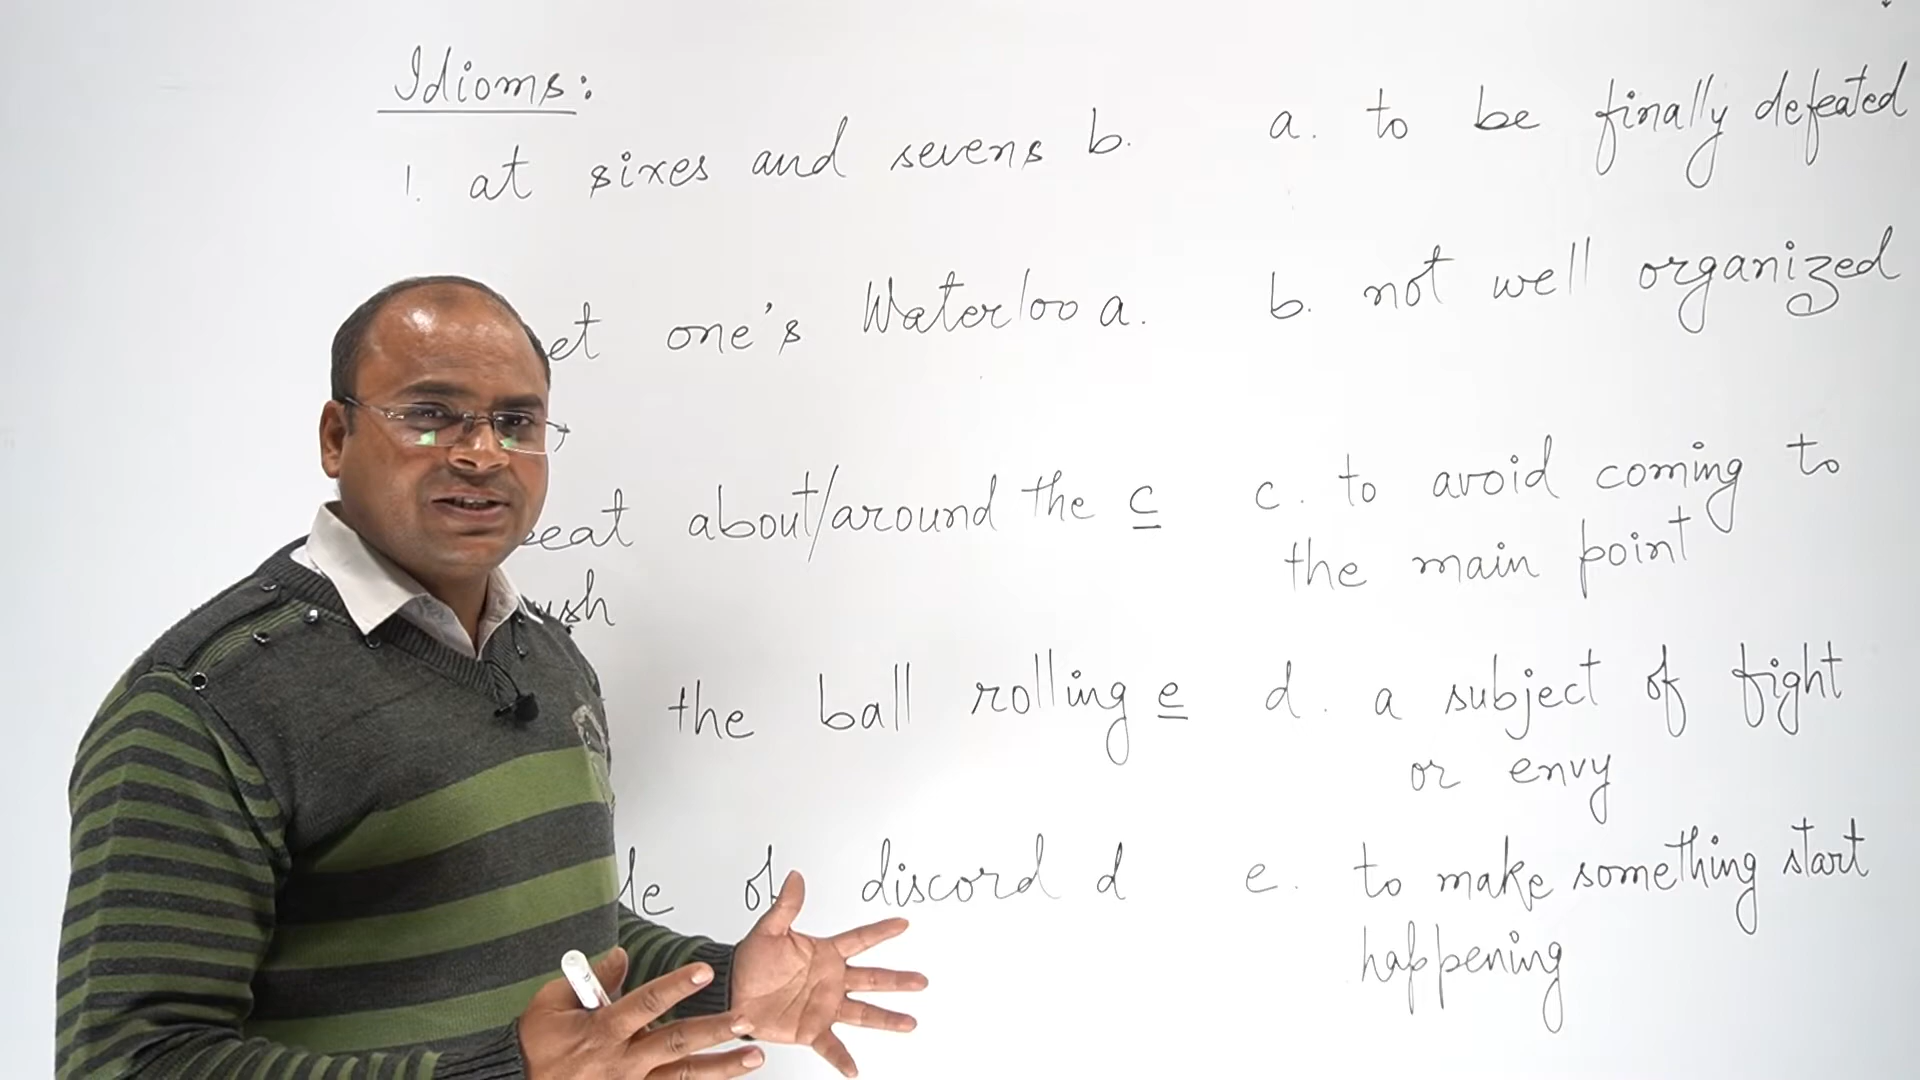 Idioms:
1. at sixes and sevens b. a. to be finally defeated
one's Waterloo a. b. not well organized
about/around the c c. to avoid coming to
the main point
the ball rolling e d. a subject of fight
or envy
of discord d e. to make something start
happening